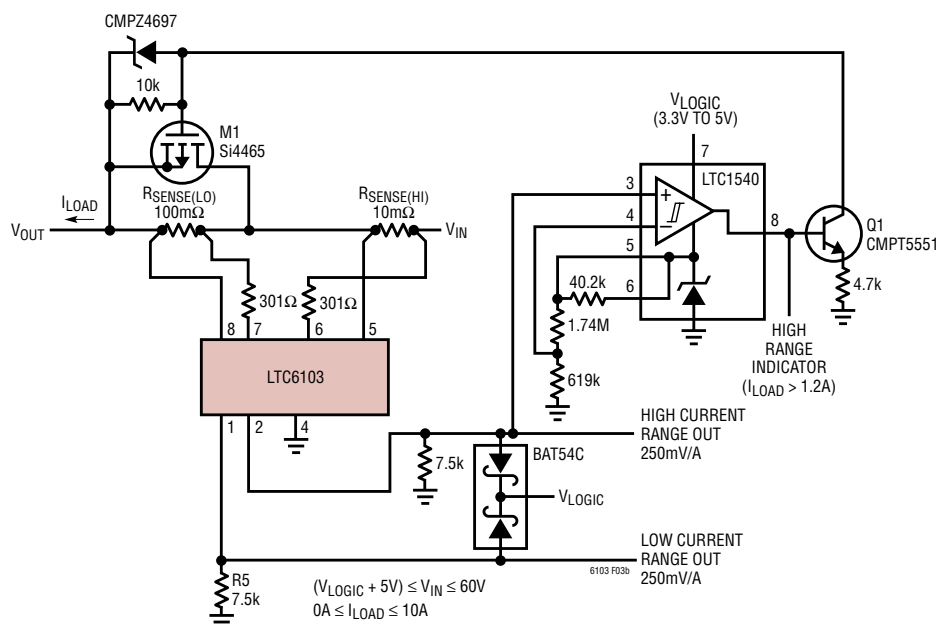 CMPZ4697
10k
M1
Si4465
VLOGIC
(3.3V TO 5V)
7
LTC1540
3
4
5
6
8
Q1
CMPT5551
4.7k
40.2k
1.74M
619k
HIGH
RANGE
INDICATOR
(ILOAD > 1.2A)
ILOAD
VOUT
RSENSE(LO)
100mΩ
RSENSE(HI)
10mΩ
VIN
301Ω
301Ω
8
7
6
5
LTC6103
1
2
4
7.5k
BAT54C
VLOGIC
HIGH CURRENT
RANGE OUT
250mV/A
LOW CURRENT
RANGE OUT
250mV/A
6103 F03b
R5
7.5k
(VLOGIC + 5V) ≤ VIN ≤ 60V
0A ≤ ILOAD ≤ 10A